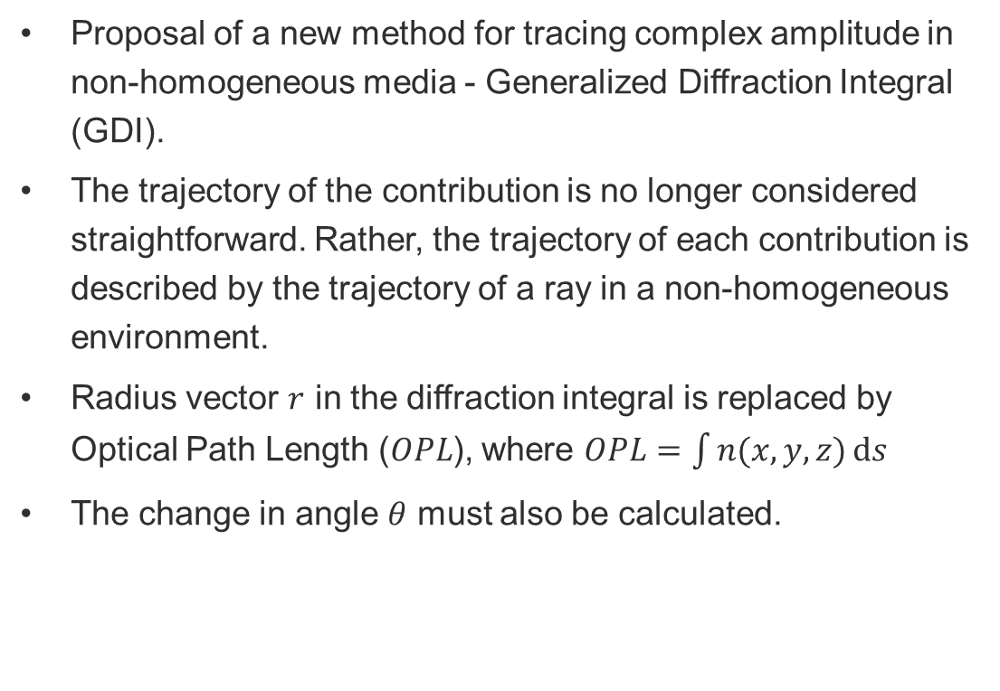 • Proposal of a new method for tracing complex amplitude in
non-homogeneous media - Generalized Diffraction Integral
(GDI).
• The trajectory of the contribution is no longer considered
straightforward. Rather, the trajectory of each contribution is
described by the trajectory of a ray in a non-homogeneous
environment.
• Radius vector 𝑟 in the diffraction integral is replaced by
Optical Path Length (𝑂𝑃𝐿), where 𝑂𝑃𝐿 = ∫ 𝑛(𝑥, 𝑦, 𝑧) d𝑠
• The change in angle 𝜃 must also be calculated.